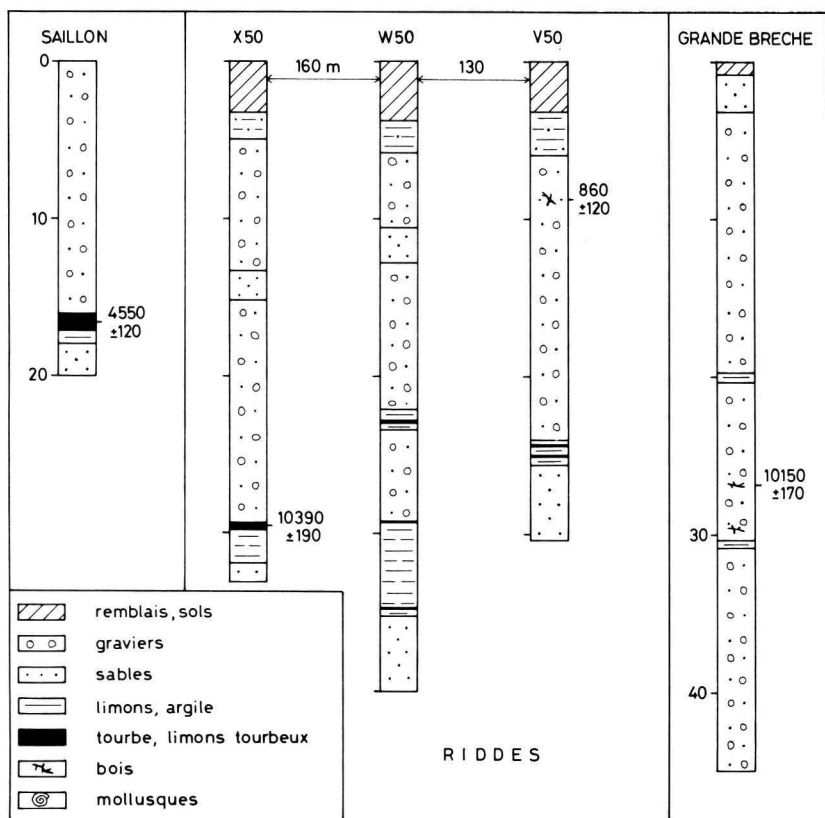 SAILLON
X50
W50
V50
GRANDE BRECHE
160 m
130
0
10
20
4550
±120
10390
±190
860
±120
10150
±170
30
40
remblais, sols
graviers
sables
limons, argile
tourbe, limons tourbeux
bois
mollusques
RIDDES